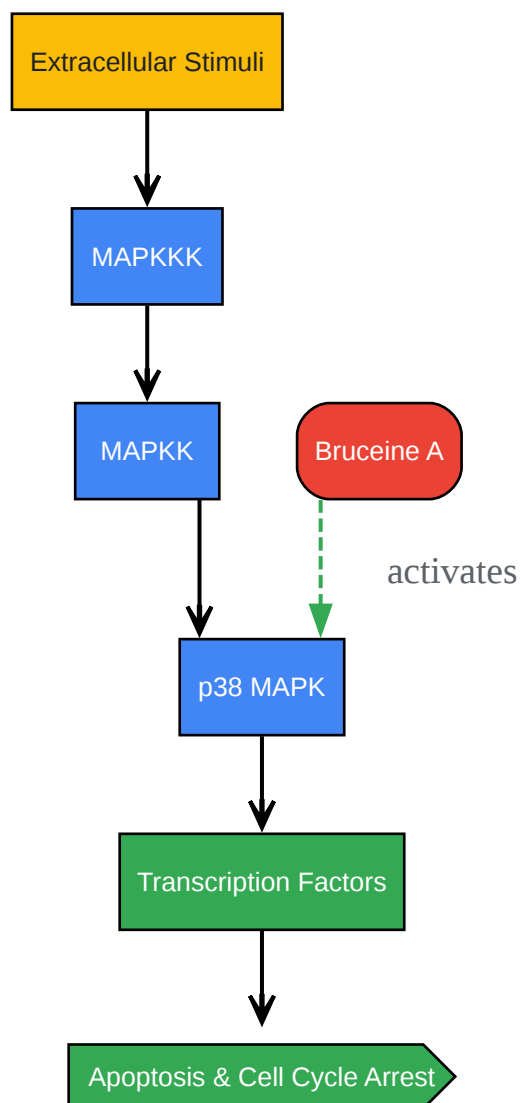 Extracellular Stimuli
MAPKKK
MAPKK
Bruceine A
activates
p38 MAPK
Transcription Factors
Apoptosis & Cell Cycle Arrest